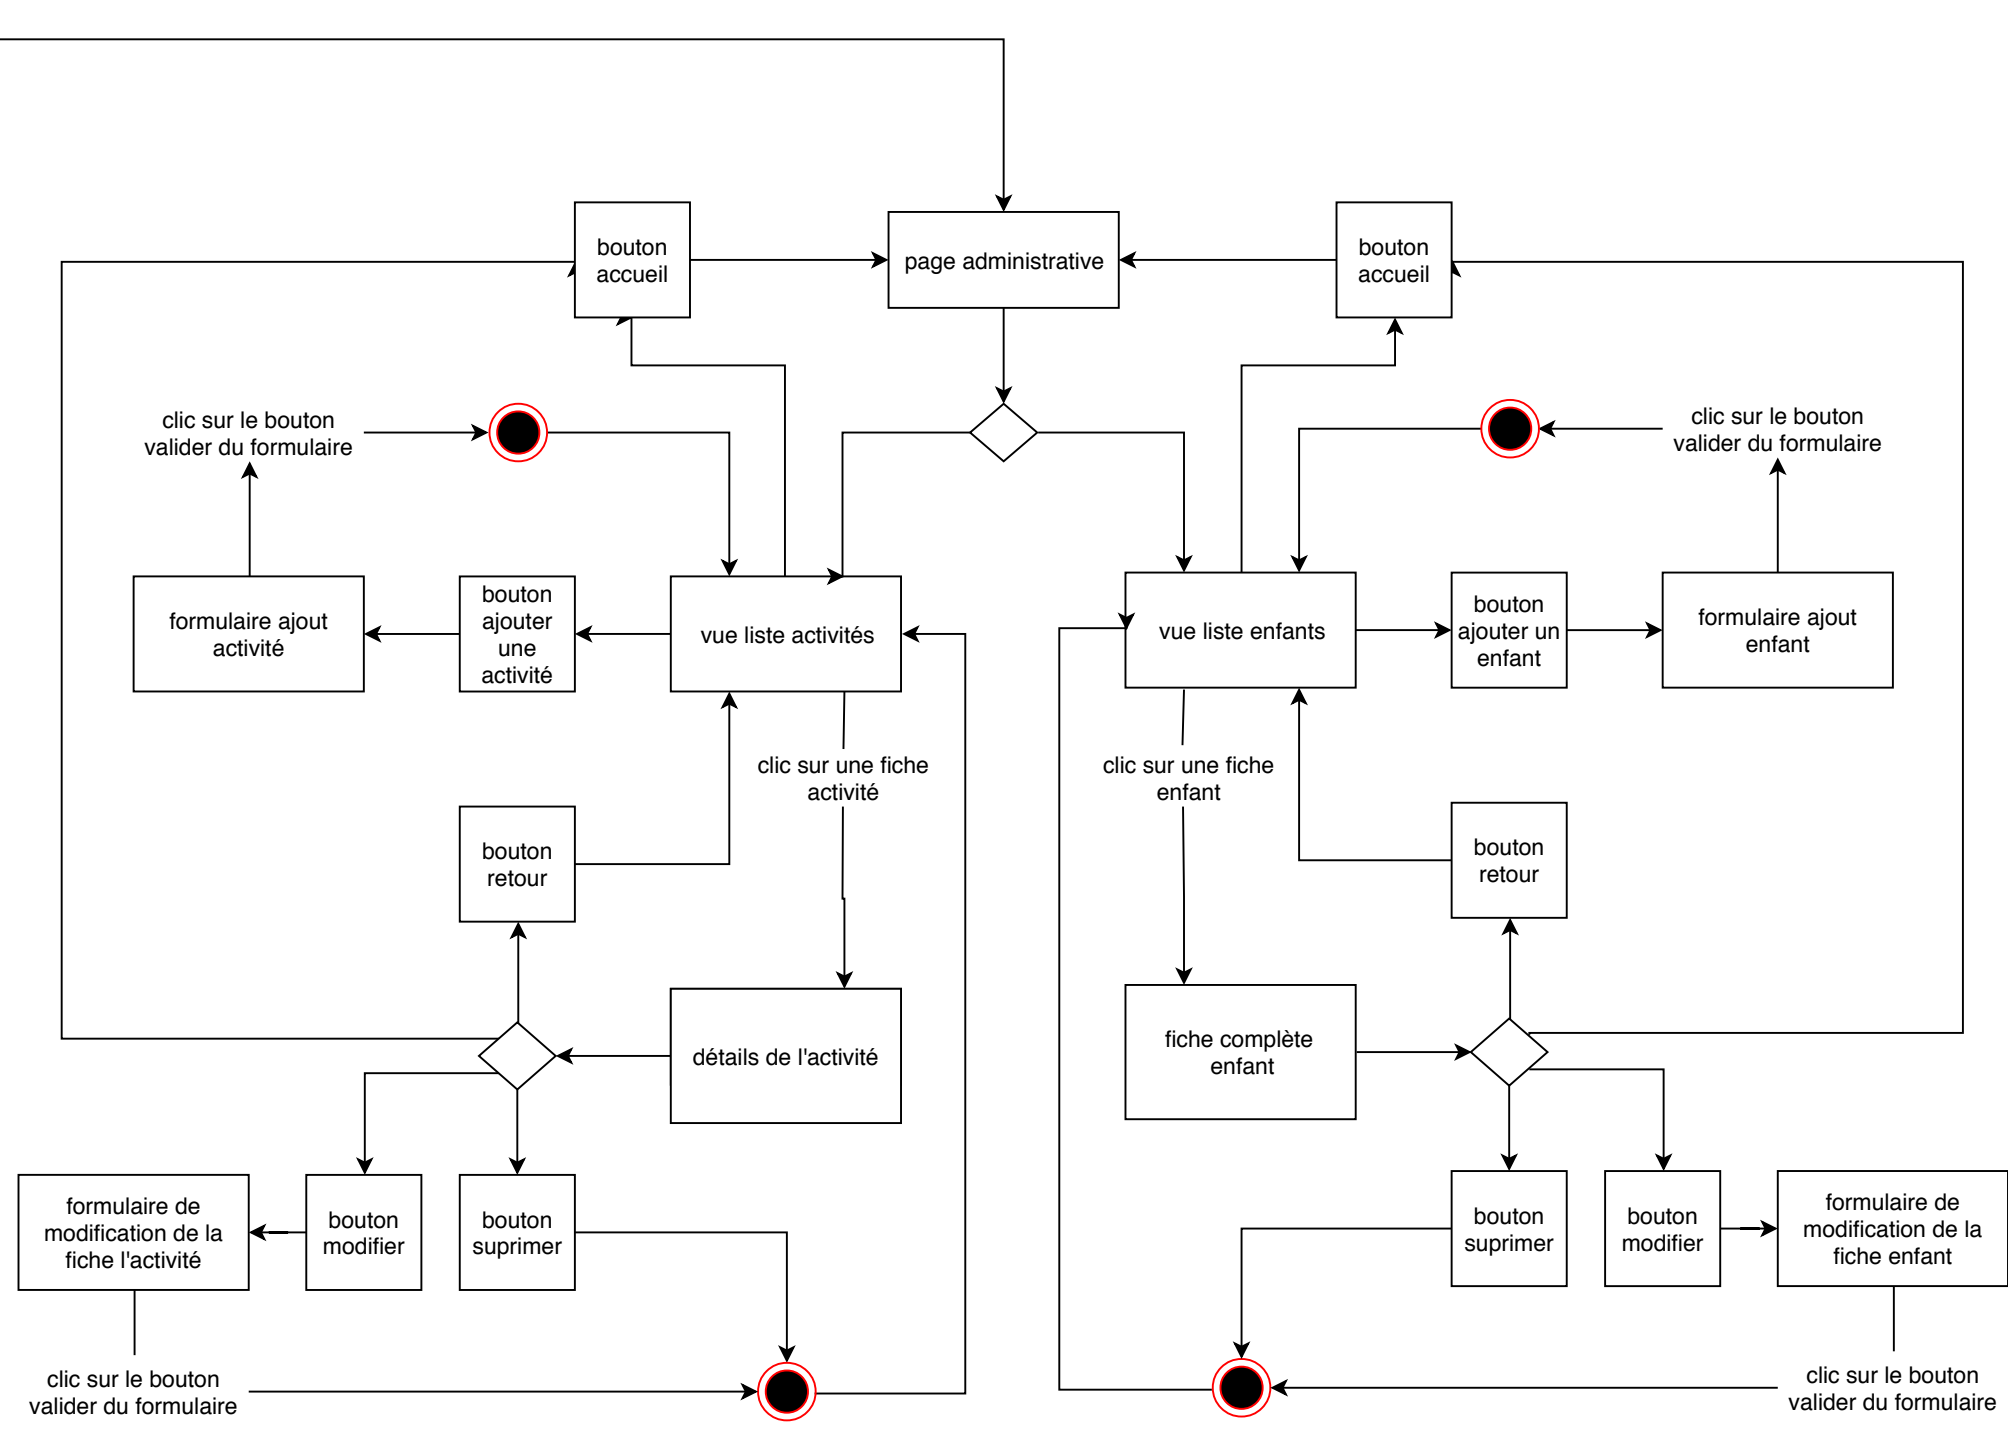 bouton
accueil
page administrative
bouton
accueil
clic sur le bouton
valider du formulaire
clic sur le bouton
valider du formulaire
formulaire ajout
activité
bouton
ajouter
une
activité
vue liste activités
vue liste enfants
bouton
ajouter un
enfant
formulaire ajout
enfant
clic sur une fiche
activité
clic sur une fiche
enfant
bouton
retour
bouton
retour
détails de l'activité
fiche complète
enfant
formulaire de
modification de la
fiche l'activité
bouton
modifier
bouton
suprimer
bouton
suprimer
bouton
modifier
formulaire de
modification de la
fiche enfant
clic sur le bouton
valider du formulaire
clic sur le bouton
valider du formulaire